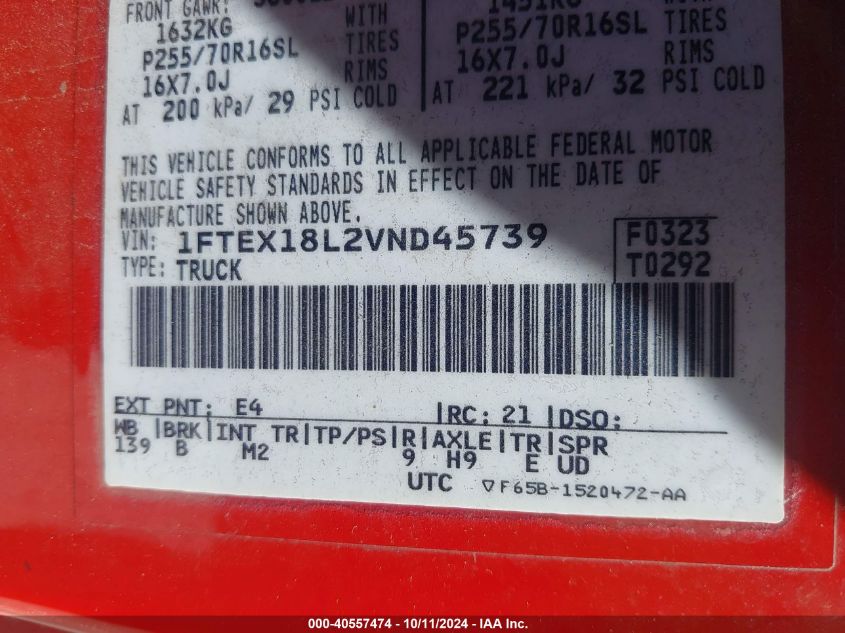 FRONT GAWR:
1632KG WITH 1451KG
P255/70R16SL TIRES P255/70R16SL TIRES
16X7.0J RIMS 16X7.0J RIMS
AT 200 kPa/ 29 PSI COLD AT 221 kPa/ 32 PSI COLD
THIS VEHICLE CONFORMS TO ALL APPLICABLE FEDERAL MOTOR
VEHICLE SAFETY STANDARDS IN EFFECT ON THE DATE OF
MANUFACTURE SHOWN ABOVE.
VIN: 1FTEX18L2VND45739 F0323
TYPE: TRUCK T0292
EXT PNT: E4 |RC: 21 |DSO:
WB |BRK|INT TR|TP/PS|R|AXLE|TR|SPR
139 B M2 9 H9 E UD
UTC ▽F65B-1520472-AA
000-40557474 - 10/11/2024 - IAA Inc.